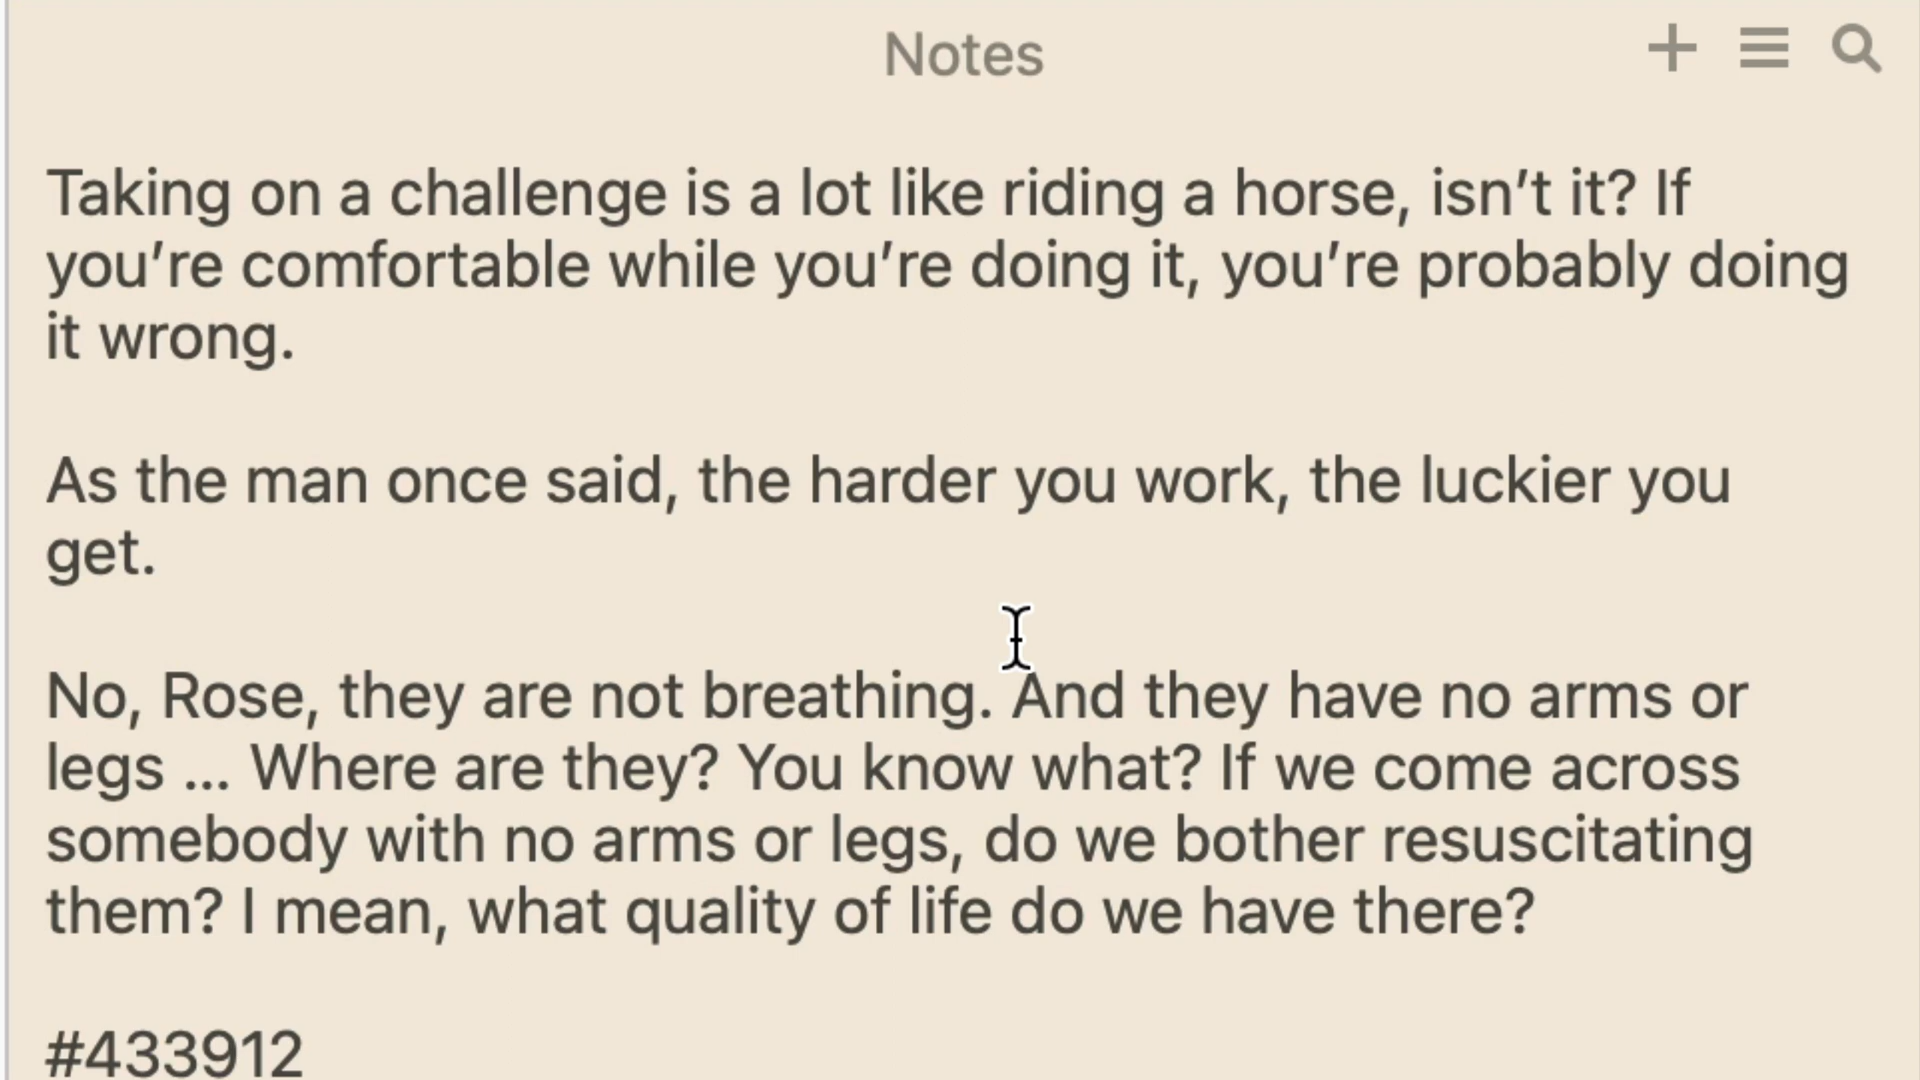 Notes
Taking on a challenge is a lot like riding a horse, isn’t it? If
you’re comfortable while you’re doing it, you’re probably doing
it wrong.
As the man once said, the harder you work, the luckier you
get.
No, Rose, they are not breathing. And they have no arms or
legs ... Where are they? You know what? If we come across
somebody with no arms or legs, do we bother resuscitating
them? I mean, what quality of life do we have there?
#433912